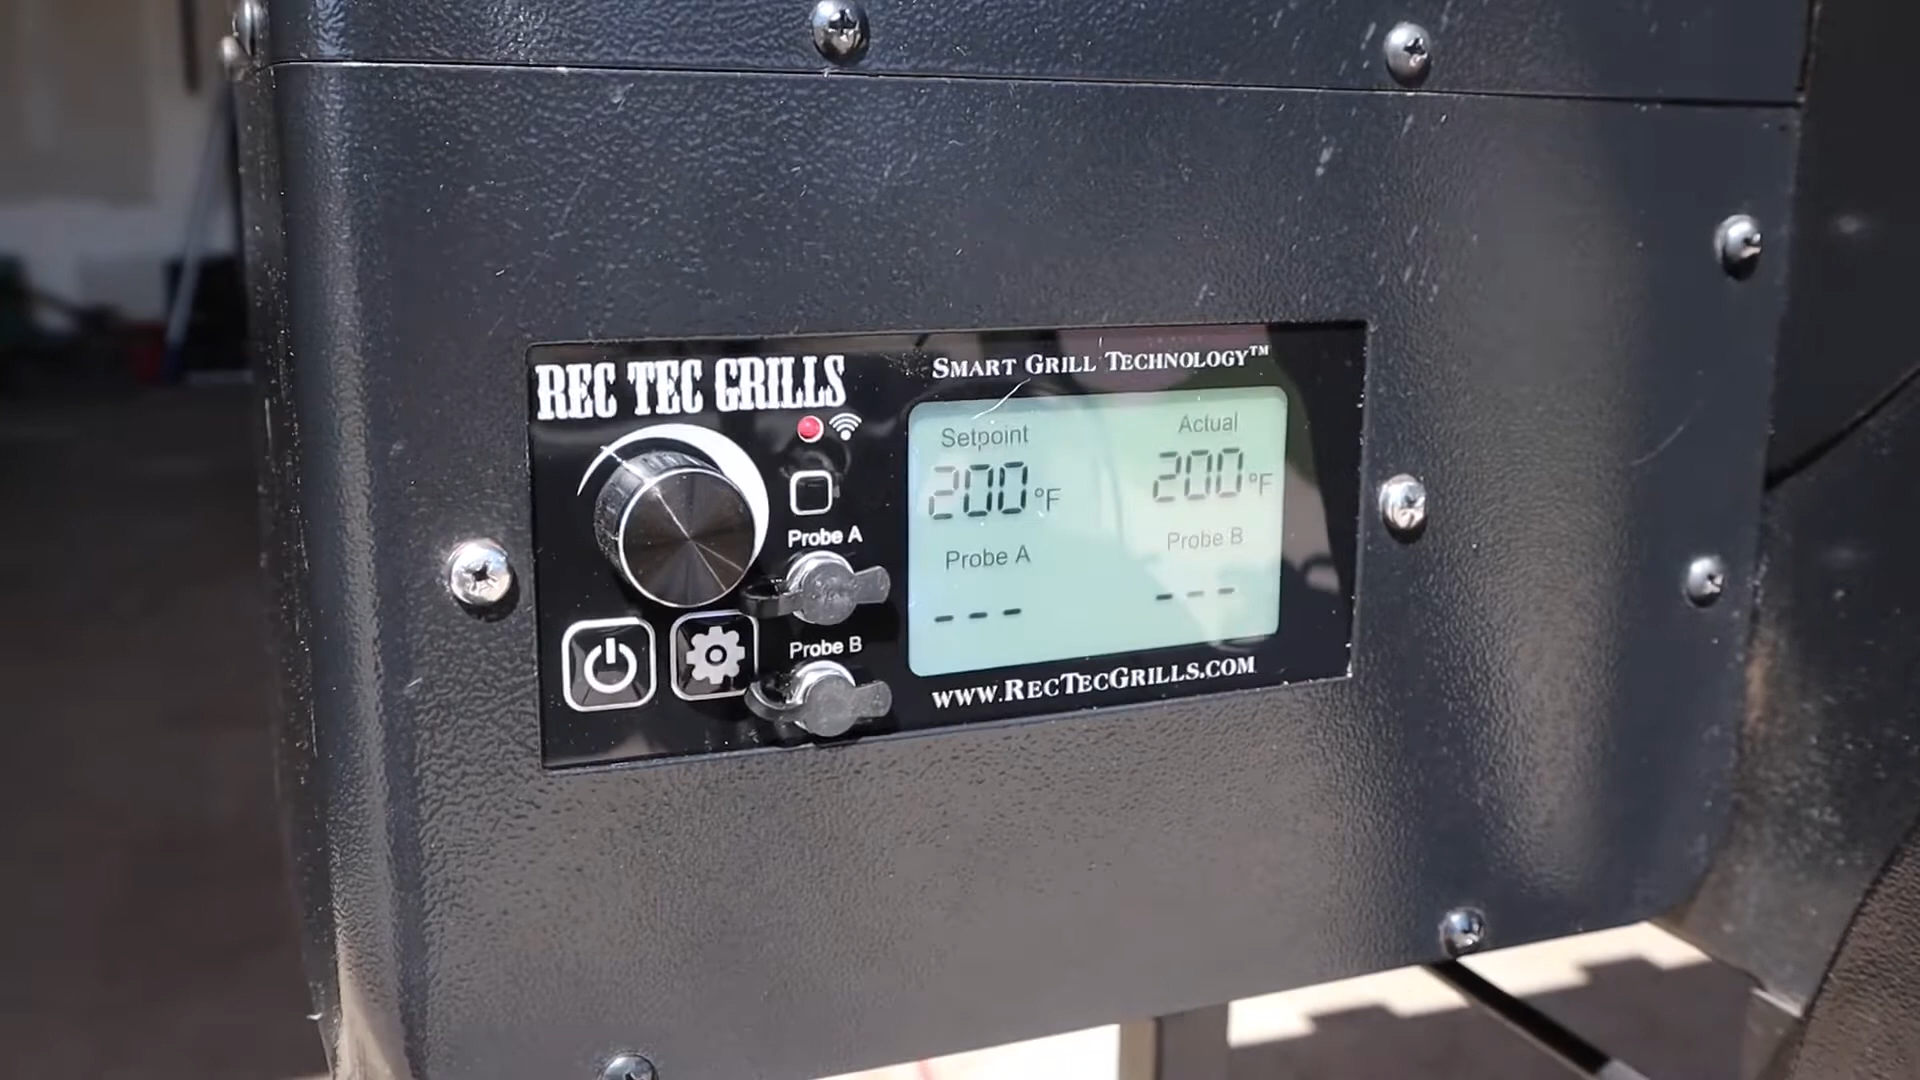 REC TEC GRILLS
SMART GRILL TECHNOLOGY™
Setpoint
200°F
Actual
200°F
Probe A
---
Probe B
---
Probe A
Probe B
WWW.RECTECGRILLS.COM